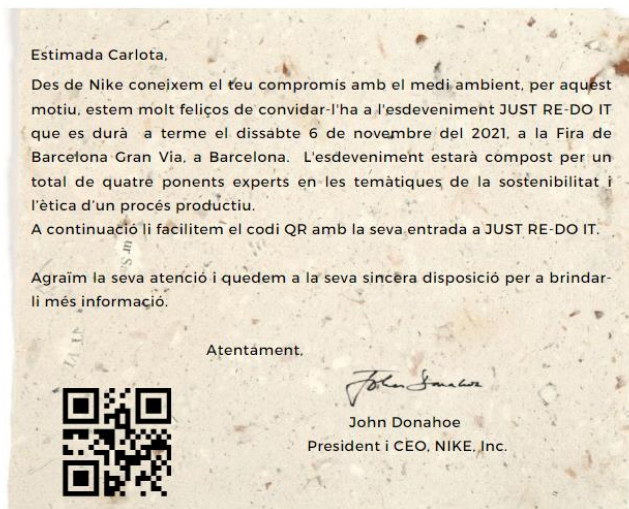 Estimada Carlota,
Des de Nike coneixem el teu compromís amb el medi ambient, per aquest
motiu, estem molt feliços de convidar-l'ha a l'esdeveniment JUST RE-DO IT
que es durà a terme el dissabte 6 de novembre del 2021, a la Fira de
Barcelona Gran Via, a Barcelona. L'esdeveniment estarà compost per un
total de quatre ponents experts en les temàtiques de la sostenibilitat i
l'ètica d'un procés productiu.
A continuació li facilitem el codi QR amb la seva entrada a JUST RE-DO IT.
Agraïm la seva atenció i quedem a la seva sincera disposició per a brindar-
li més informació.
Atentament,
John Donahoe
John Donahoe
President i CEO, NIKE, Inc.